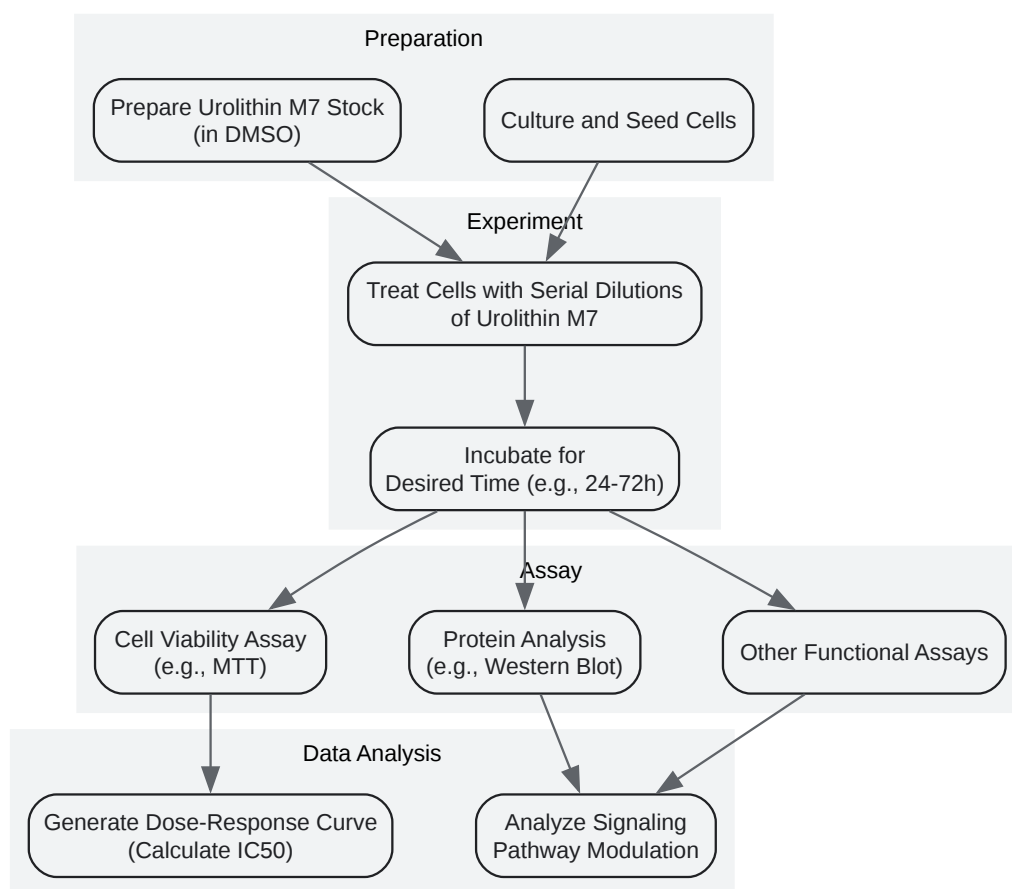 Preparation
Prepare Urolithin M7 Stock
(in DMSO)
Culture and Seed Cells
Experiment
Treat Cells with Serial Dilutions
of Urolithin M7
Incubate for
Desired Time (e.g., 24-72h)
Assay
Cell Viability Assay
(e.g., MTT)
Protein Analysis
(e.g., Western Blot)
Other Functional Assays
Data Analysis
Generate Dose-Response Curve
(Calculate IC50)
Analyze Signaling
Pathway Modulation